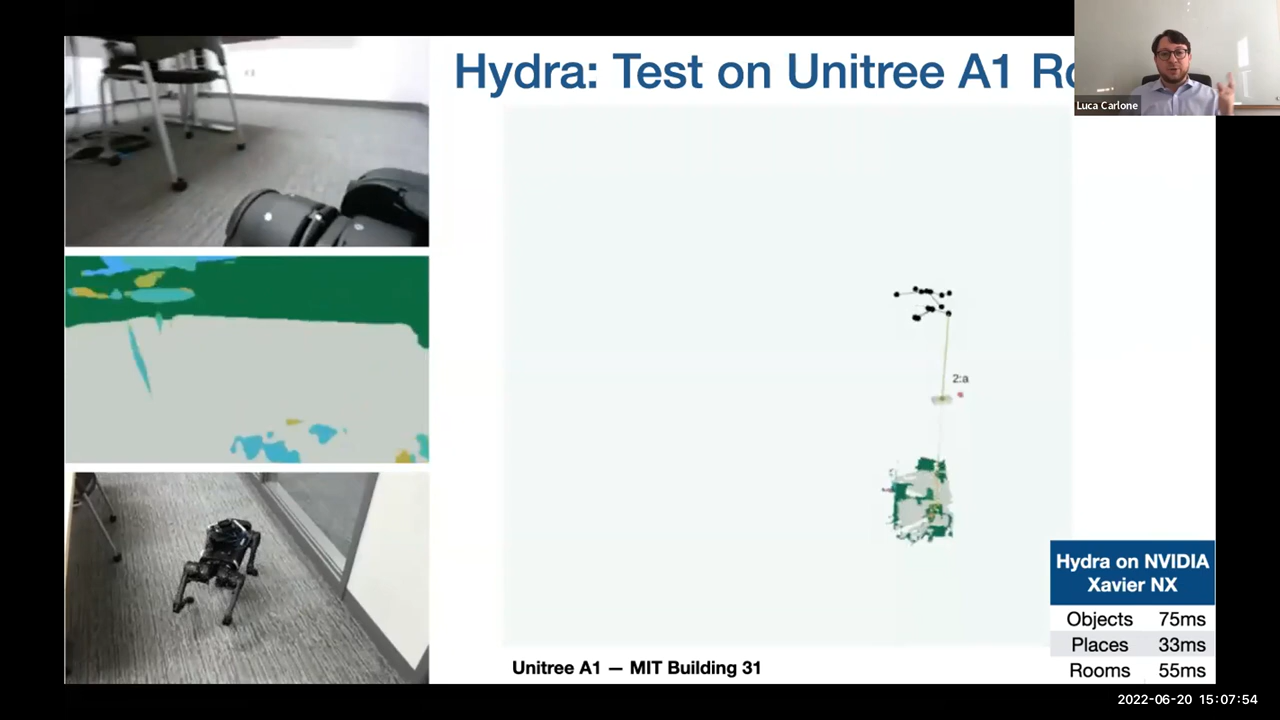 Hydra: Test on Unitree A1 Ro
Luca Carlone
2:a
Hydra on NVIDIA
Xavier NX
Objects 75ms
Places 33ms
Rooms 55ms
Unitree A1 — MIT Building 31
2022-06-20 15:07:54